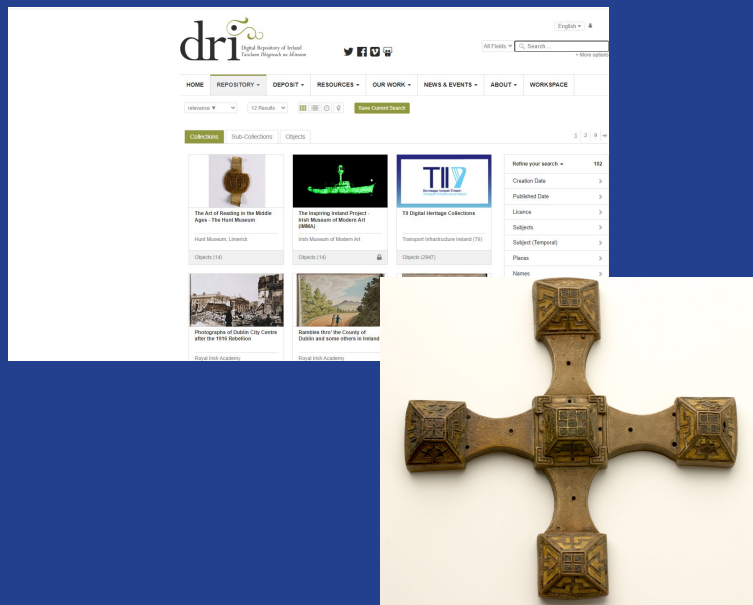 dri
Digital Repository of Ireland
Taisclann Dhigiteach na hÉireann
English
All Fields
Search...
More options
HOME REPOSITORY DEPOSIT RESOURCES OUR WORK NEWS & EVENTS ABOUT WORKSPACE
relevance ▼ 12 Results Save Current Search
Collections Sub-Collections Objects 1 2 9
The Art of Reading in the Middle
Ages - The Hunt Museum
Hunt Museum, Limerick
Objects (14)
The Inspiring Ireland Project -
Irish Museum of Modern Art
(IMMA)
Irish Museum of Modern Art
Objects (14)
TII
TII Digital Heritage Collections
Transport Infrastructure Ireland (TII)
Objects (2947)
Refine your search 102
Creation Date
Published Date
Licence
Subjects
Subject (Temporal)
Places
Names
Photographs of Dublin City Centre
after the 1916 Rebellion
Royal Irish Academy
Rambles thro' the County of
Dublin and some others in Ireland
Royal Irish Academy